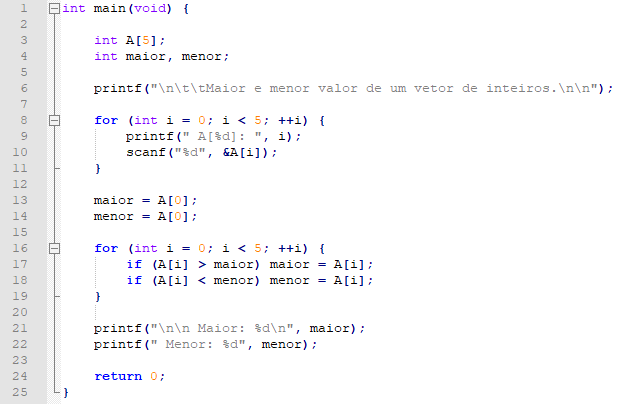 1 int main(void) {
2
3     int A[5];
4     int maior, menor;
5
6     printf("\n\t\tMaior e menor valor de um vetor de inteiros.\n\n");
7
8     for (int i = 0; i < 5; ++i) {
9         printf(" A[%d]: ", i);
10         scanf("%d", &A[i]);
11     }
12
13     maior = A[0];
14     menor = A[0];
15
16     for (int i = 0; i < 5; ++i) {
17         if (A[i] > maior) maior = A[i];
18         if (A[i] < menor) menor = A[i];
19     }
20
21     printf("\n\n Maior: %d\n", maior);
22     printf(" Menor: %d", menor);
23
24     return 0;
25 }